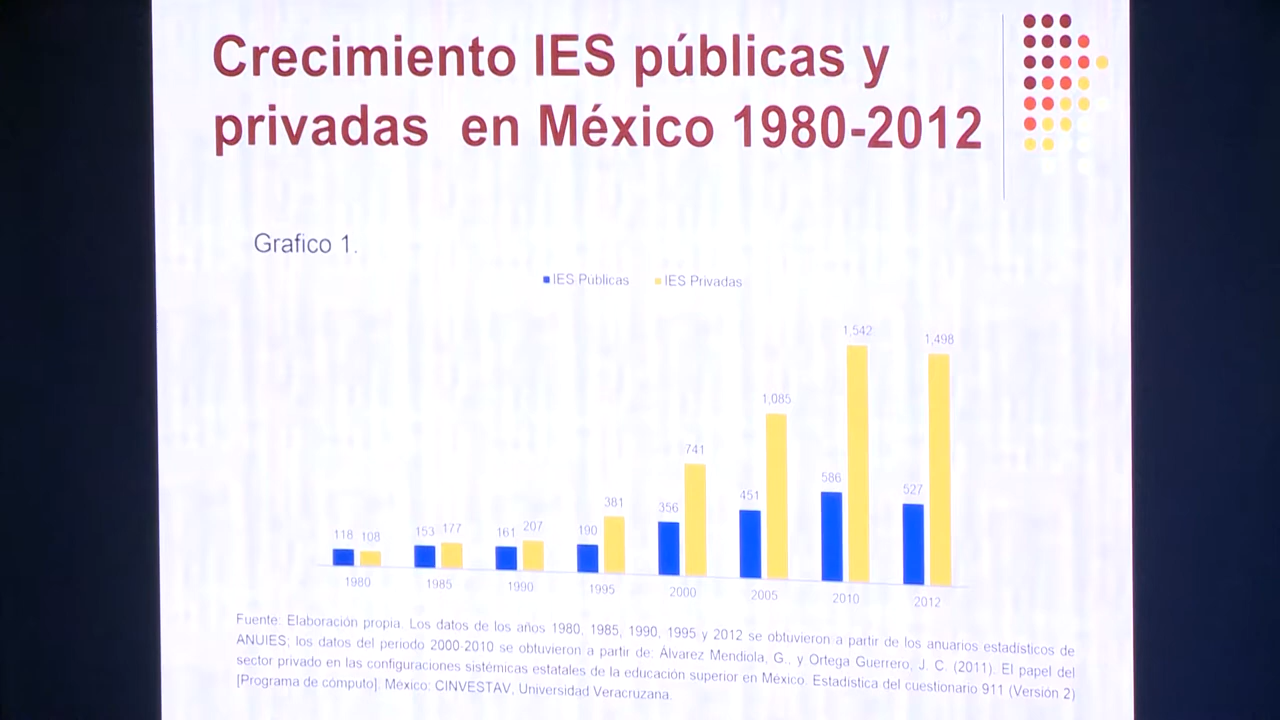 Crecimiento IES públicas y
privadas en México 1980-2012
Grafico 1.
IES Públicas IES Privadas
118 108 153 177 161 207 190 381 356 741 451 1,085 586 1,542 527 1,498
1980 1985 1990 1995 2000 2005 2010 2012
Fuente: Elaboración propia. Los datos de los años 1980, 1985, 1990, 1995 y 2012 se obtuvieron a partir de los anuarios estadísticos de
ANUIES; los datos del periodo 2000-2010 se obtuvieron a partir de: Álvarez Mendiola, G., y Ortega Guerrero, J. C. (2011). El papel del
sector privado en las configuraciones sistémicas estatales de la educación superior en México. Estadística del cuestionario 911 (Versión 2)
[Programa de cómputo]. México: CINVESTAV, Universidad Veracruzana.